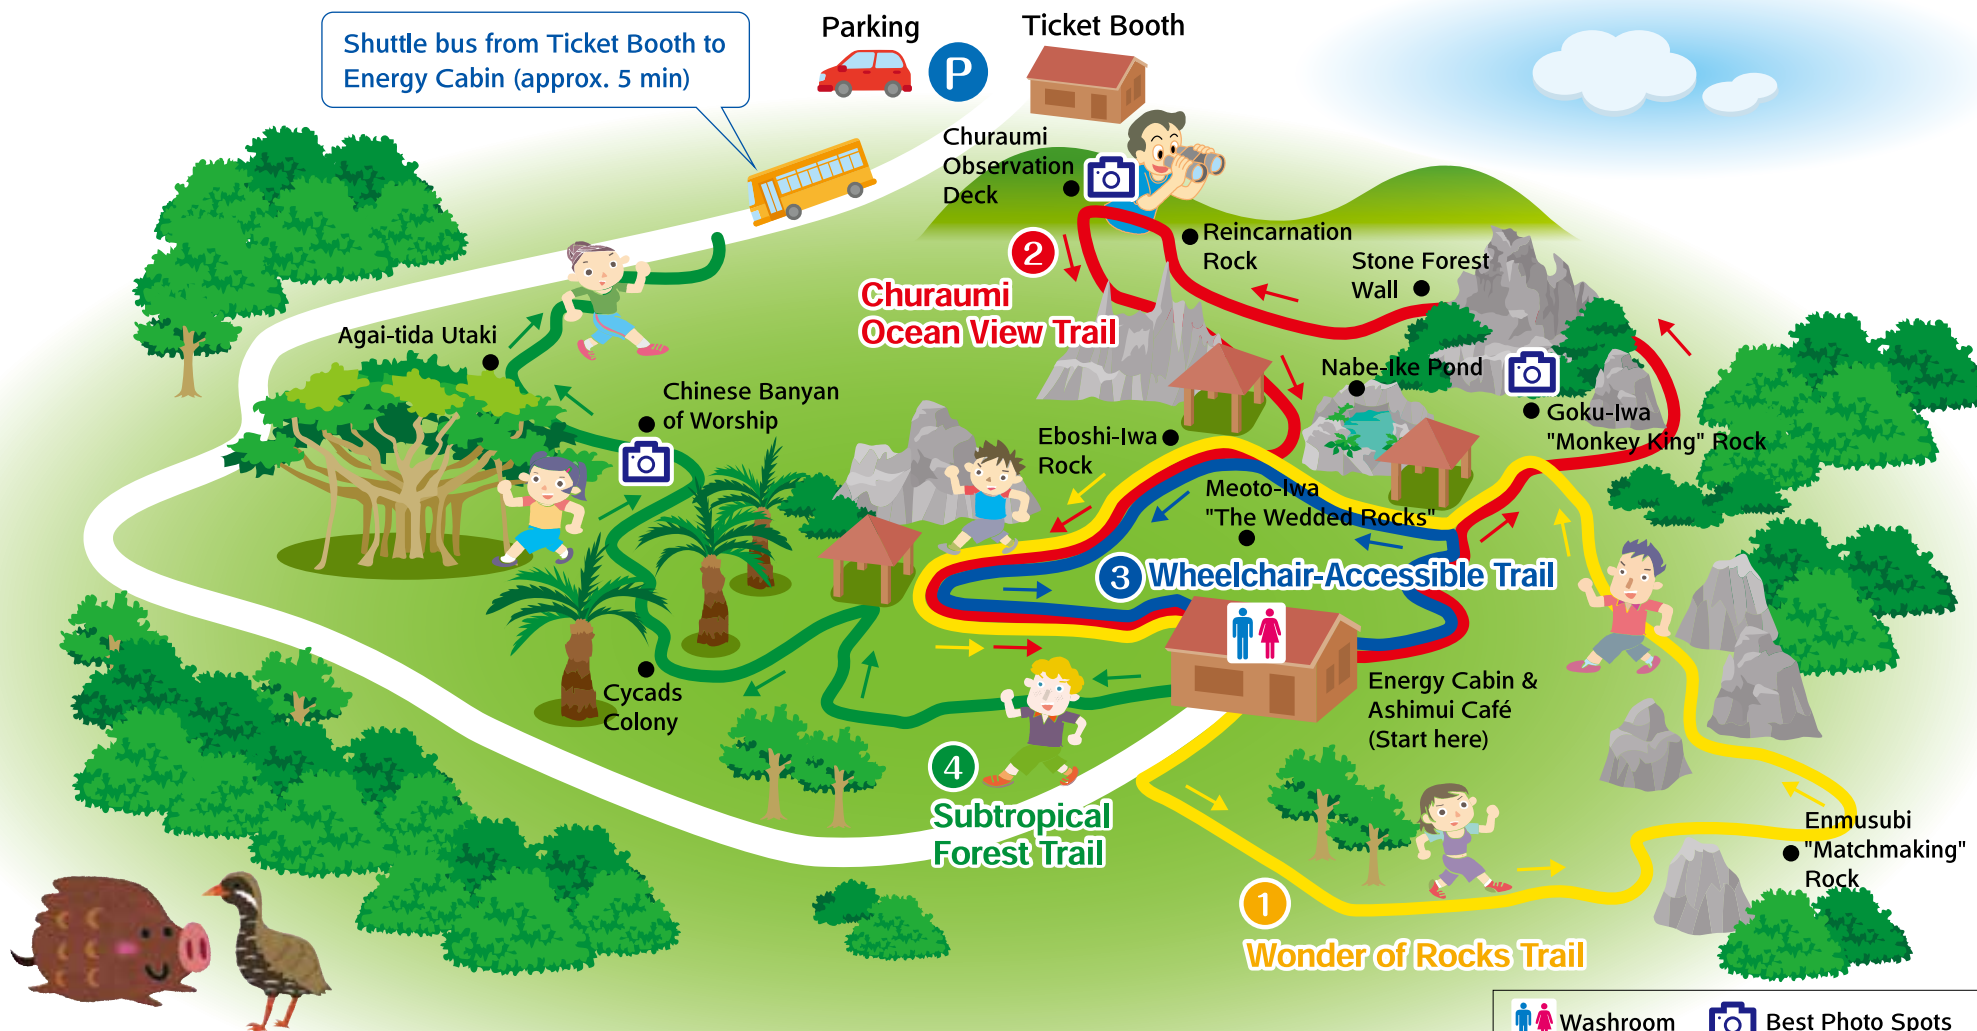 Shuttle bus from Ticket Booth to
Energy Cabin (approx. 5 min)
Parking
P
Ticket Booth
Churaumi
Observation
Deck
Reincarnation
Rock
Stone Forest
Wall
2
Churaumi
Ocean View Trail
Agai-tida Utaki
Chinese Banyan
of Worship
Nabe-Ike Pond
Goku-Iwa
"Monkey King" Rock
Eboshi-Iwa
Rock
Meoto-Iwa
"The Wedded Rocks"
3 Wheelchair-Accessible Trail
Cycads
Colony
Energy Cabin &
Ashimui Café
(Start here)
4
Subtropical
Forest Trail
Enmusubi
"Matchmaking"
Rock
1
Wonder of Rocks Trail
Washroom
Best Photo Spots